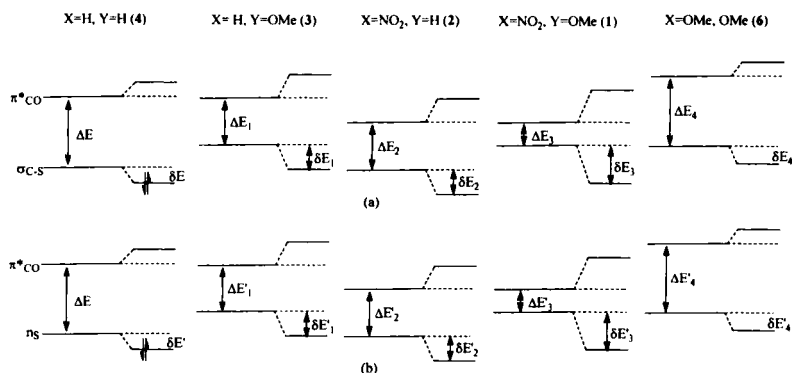 X=H, Y=H (4) X= H, Y=OMe (3) X=NO₂, Y=H (2) X=NO₂, Y=OMe (1) X=OMe, OMe (6)
π*CO ΔE ΔE₁ ΔE₂ ΔE₃ ΔE₄
σC-S δE δE₁ δE₂ δE₃ δE₄
(a)
π*CO ΔE ΔE'₁ ΔE'₂ ΔE'₃ ΔE'₄
nS δE' δE'₁ δE'₂ δE'₃ δE'₄
(b)